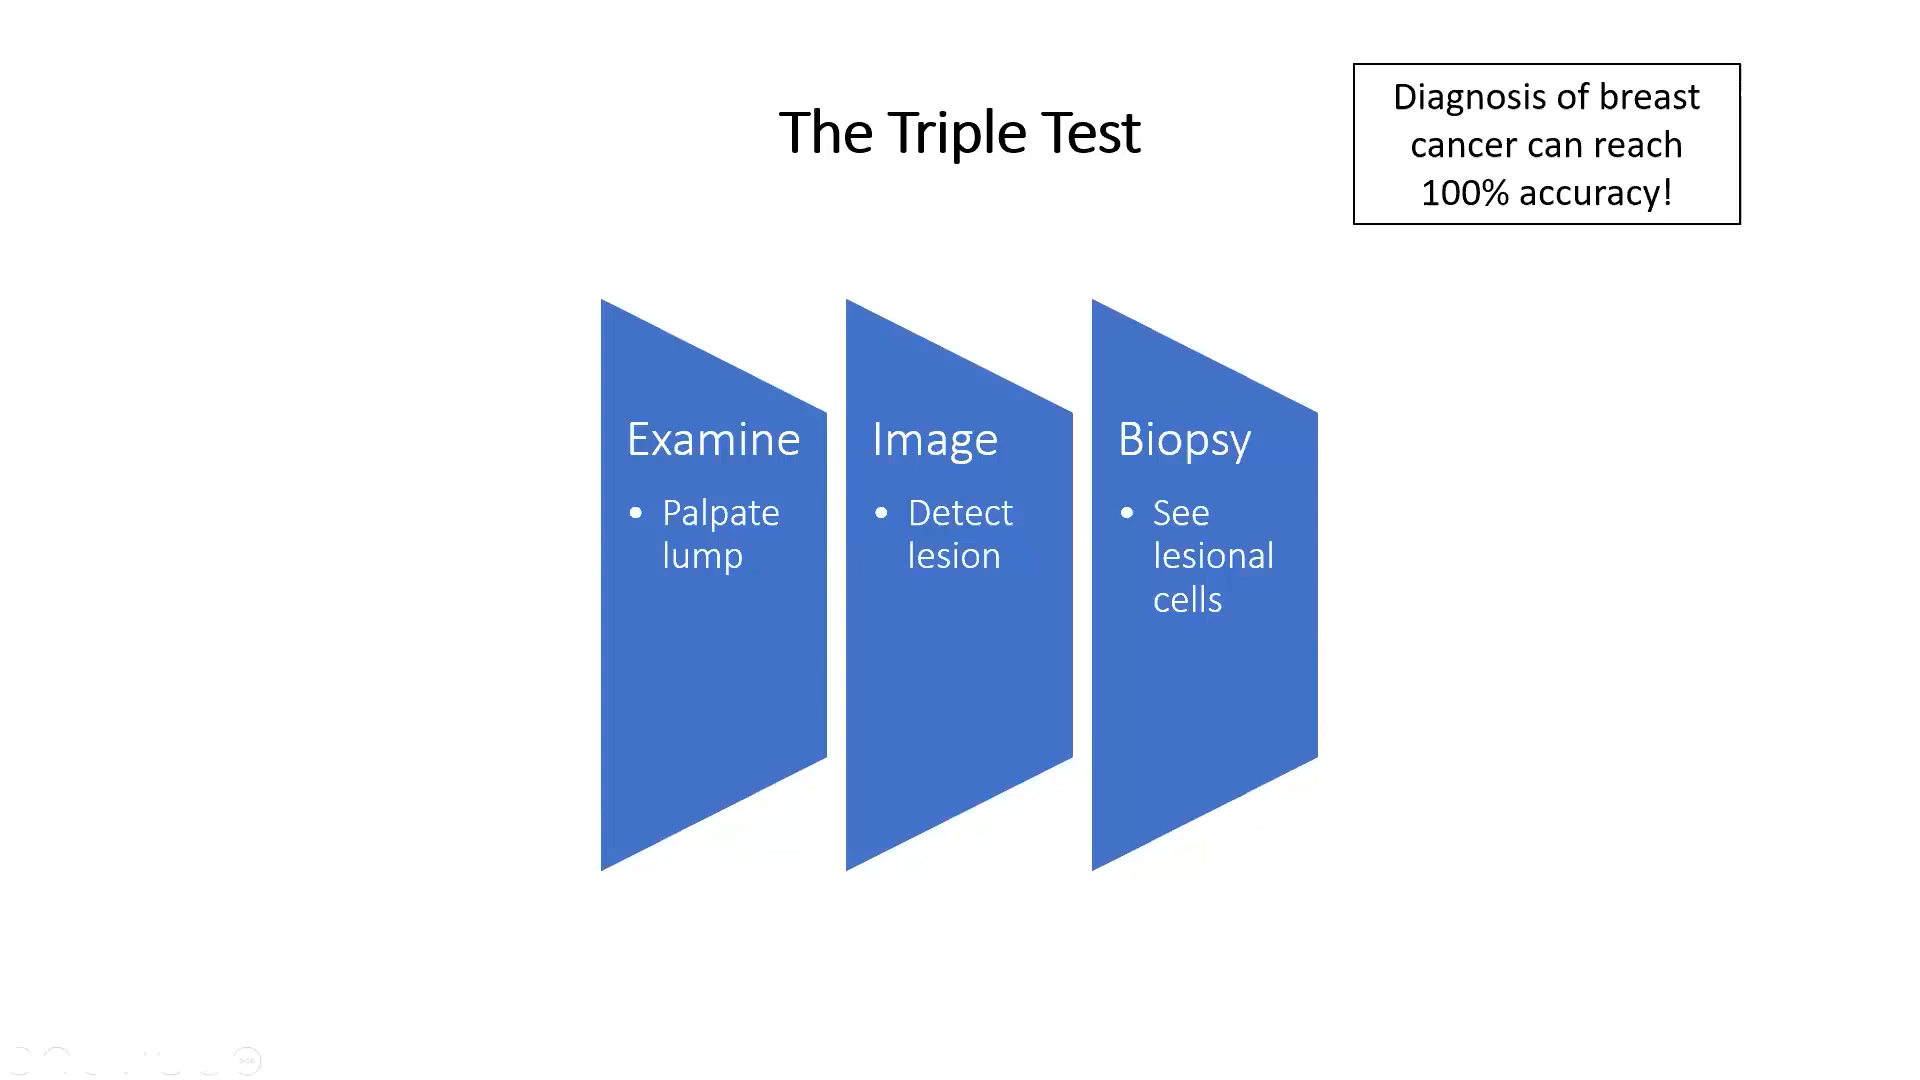 The Triple Test
Diagnosis of breast
cancer can reach
100% accuracy!
Examine
• Palpate
lump
Image
• Detect
lesion
Biopsy
• See
lesional
cells